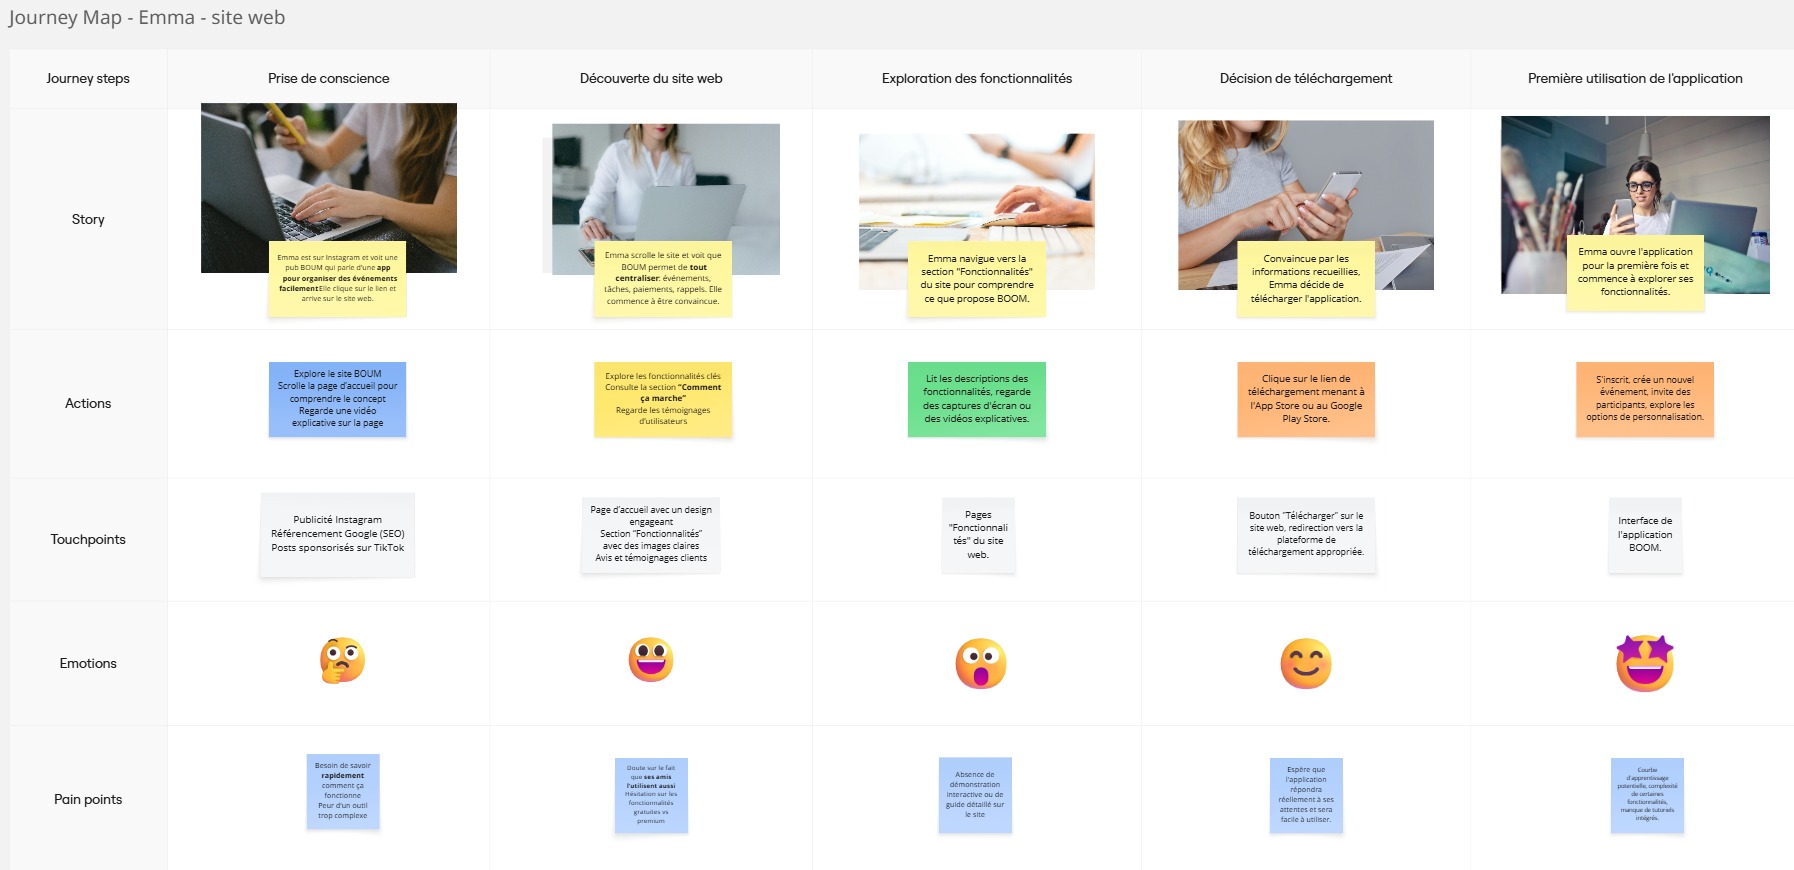 Journey Map - Emma - site web
Journey steps
Prise de conscience
Découverte du site web
Exploration des fonctionnalités
Décision de téléchargement
Première utilisation de l'application
Story
Emma est sur Instagram et voit une
pub BOUM qui parle d'une app
pour organiser des événements
facilementElle clique sur le lien et
arrive sur le site web.
Emma scrolle le site et voit que
BOUM permet de tout
centraliser: événements,
tâches, paiements, rappels. Elle
commence à être convaincue.
Emma navigue vers la
section "Fonctionnalités"
du site pour comprendre
ce que propose BOOM.
Convaincue par les
informations recueillies,
Emma décide de
télécharger l'application.
Emma ouvre l'application
pour la première fois et
commence à explorer ses
fonctionnalités.
Actions
Explore le site BOUM
Scrolle la page d'accueil pour
comprendre le concept
Regarde une vidéo
explicative sur la page
Explore les fonctionnalités clés
Consulte la section "Comment
ça marche"
Regarde les témoignages
d'utilisateurs
Lit les descriptions des
fonctionnalités, regarde
des captures d'écran ou
des vidéos explicatives.
Clique sur le lien de
téléchargement menant à
l'App Store ou au Google
Play Store.
S'inscrit, crée un nouvel
événement, invite des
participants, explore les
options de personnalisation.
Touchpoints
Publicité Instagram
Référencement Google (SEO)
Posts sponsorisés sur TikTok
Page d'accueil avec un design
engageant
Section "Fonctionnalités"
avec des images claires
Avis et témoignages clients
Pages
"Fonctionnali
tés" du site
web.
Bouton "Télécharger" sur le
site web, redirection vers la
plateforme de
téléchargement appropriée.
Interface de
l'application
BOOM.
Emotions
Pain points
Besoin de savoir
rapidement
comment ça
fonctionne
Peur d'un outil
trop complexe
Doute sur le fait
que ses amis
l'utilisent aussi
Hésitation sur les
fonctionnalités
gratuites vs
premium
Absence de
démonstration
interactive ou de
guide détaillé sur
le site
Espère que
l'application
répondra
réellement à ses
attentes et sera
facile à utiliser.
Courbe
d'apprentissage
potentielle, complexité
de certaines
fonctionnalités,
manque de tutoriels
intégrés.